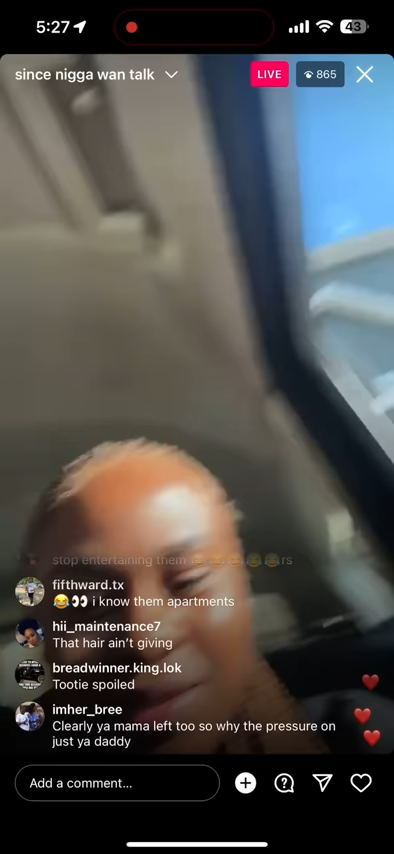 5:27
43
since nigga wan talk
LIVE
865
stop entertaining them 😂😂😂😂😂rs
fifthward.tx
😂👀 i know them apartments
hii_maintenance7
That hair ain't giving
breadwinner.king.lok
Tootie spoiled
imher_bree
Clearly ya mama left too so why the pressure on
just ya daddy
Add a comment...